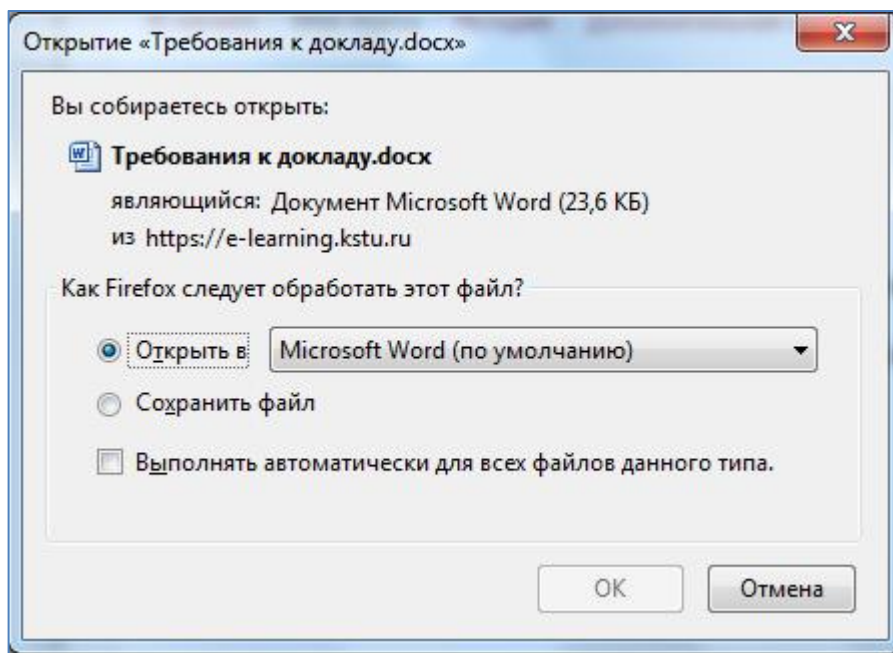 Открытие «Требования к докладу.docx»
Вы собираетесь открыть:
Требования к докладу.docx
являющийся: Документ Microsoft Word (23,6 КБ)
из https://e-learning.kstu.ru
Как Firefox следует обработать этот файл?
Открыть в Microsoft Word (по умолчанию)
Сохранить файл
Выполнять автоматически для всех файлов данного типа.
ОК Отмена